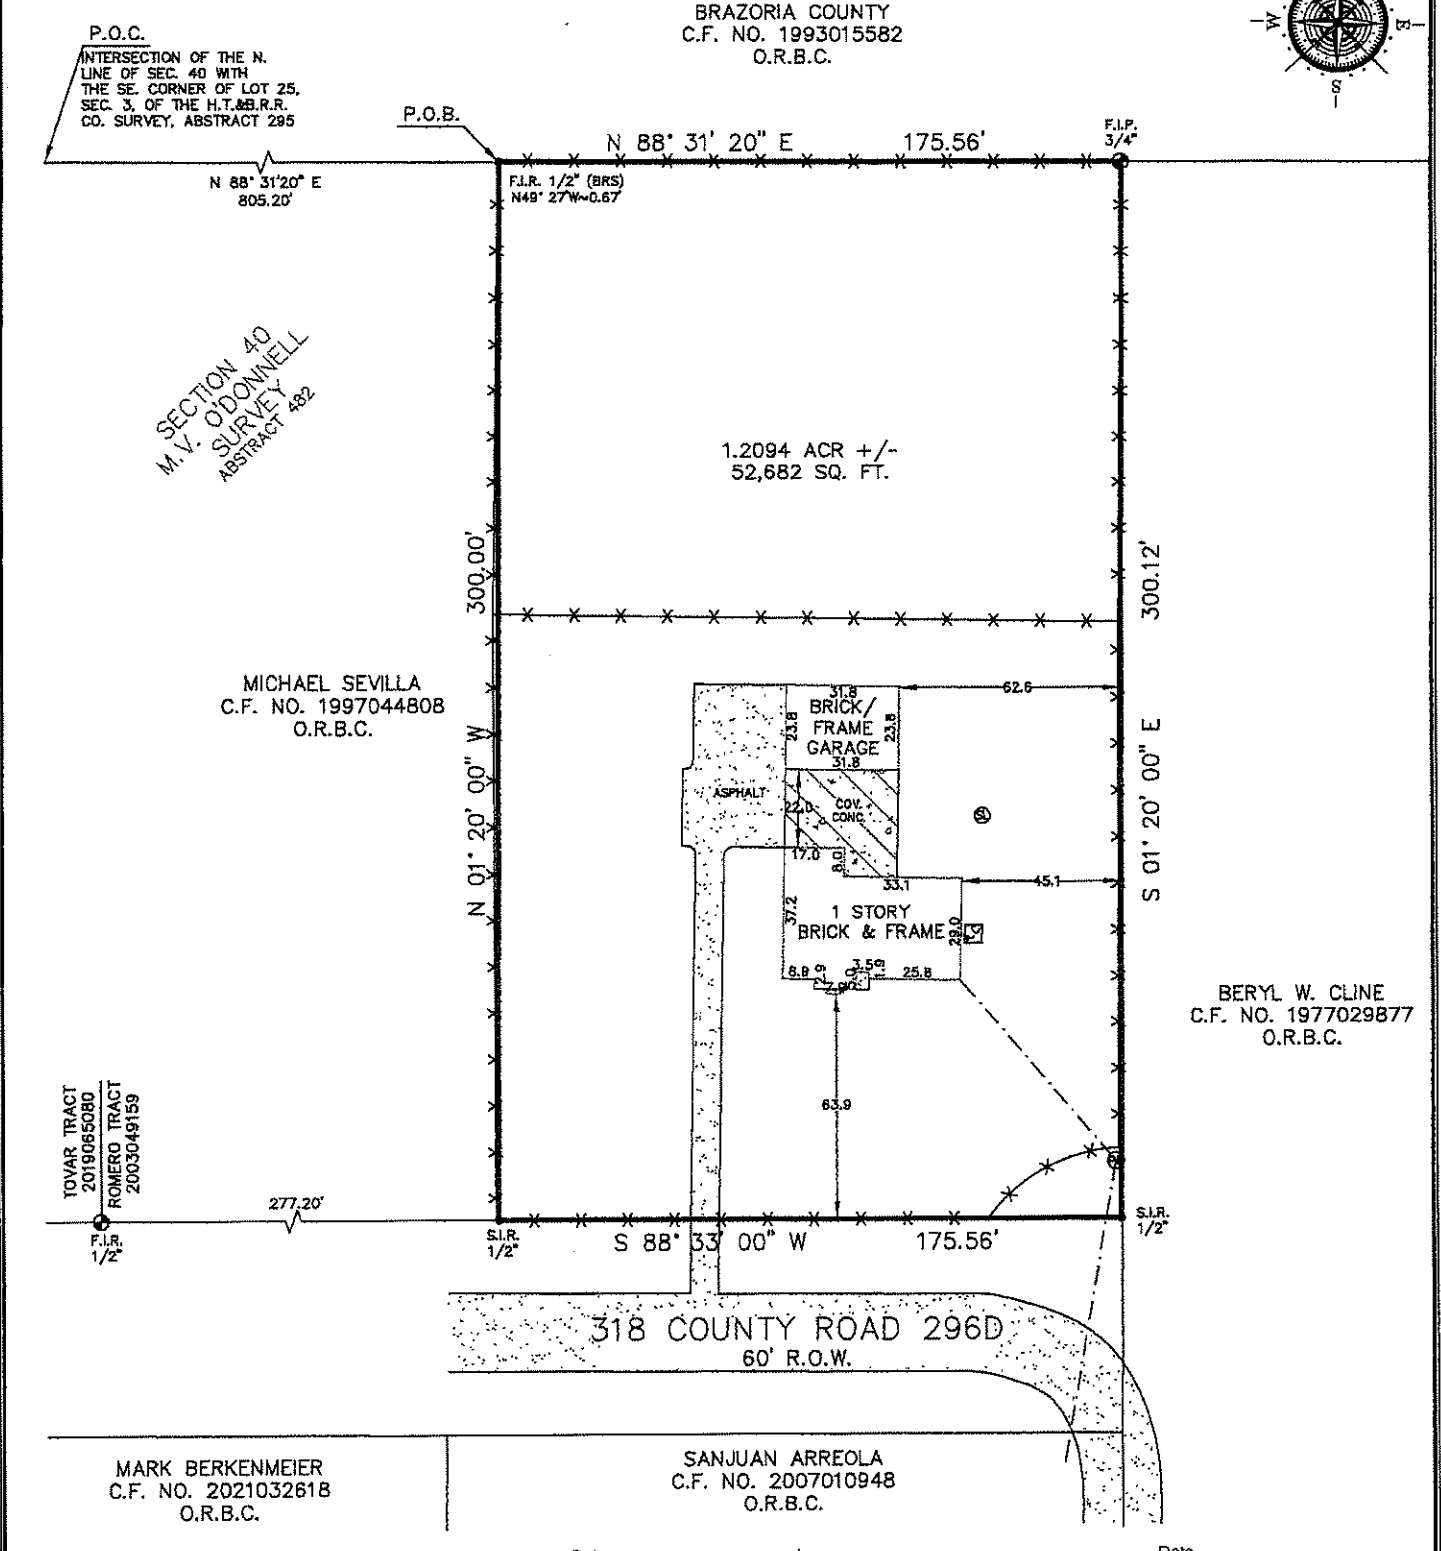 BRAZORIA COUNTY
C.F. NO. 1993015582
O.R.B.C.
W
E
S
P.O.C.
INTERSECTION OF THE N.
LINE OF SEC. 40 WITH
THE SE. CORNER OF LOT 25,
SEC. 3, OF THE H.T.&B.R.R.
CO. SURVEY, ABSTRACT 295
P.O.B.
N 88° 31' 20" E
175.56'
F.I.P.
3/4"
N 88° 31'20" E
805.20'
F.I.R. 1/2" (BRS)
N49° 27'W~0.67'
SECTION 40
M.V. O'DONNELL
SURVEY
ABSTRACT 482
1.2094 ACR +/-
52,682 SQ. FT.
N 01° 20' 00" W
300.00'
S 01° 20' 00" E
300.12'
MICHAEL SEVILLA
C.F. NO. 1997044808
O.R.B.C.
31.8
BRICK/
FRAME
GARAGE
31.8
23.8
23.8
62.6
ASPHALT
22.0
COV.
CONC.
17.0
8.0
33.1
45.1
37.2
1 STORY
BRICK & FRAME
29.0
8.9
2.9
3.5
1.9
25.8
63.9
BERYL W. CLINE
C.F. NO. 1977029877
O.R.B.C.
TOVAR TRACT
2019065080
ROMERO TRACT
2003049159
F.I.R.
1/2"
277.20'
S.I.R.
1/2"
S 88° 33' 00" W
175.56'
S.I.R.
1/2"
318 COUNTY ROAD 296D
60' R.O.W.
MARK BERKENMEIER
C.F. NO. 2021032618
O.R.B.C.
SANJUAN ARREOLA
C.F. NO. 2007010948
O.R.B.C.
Date